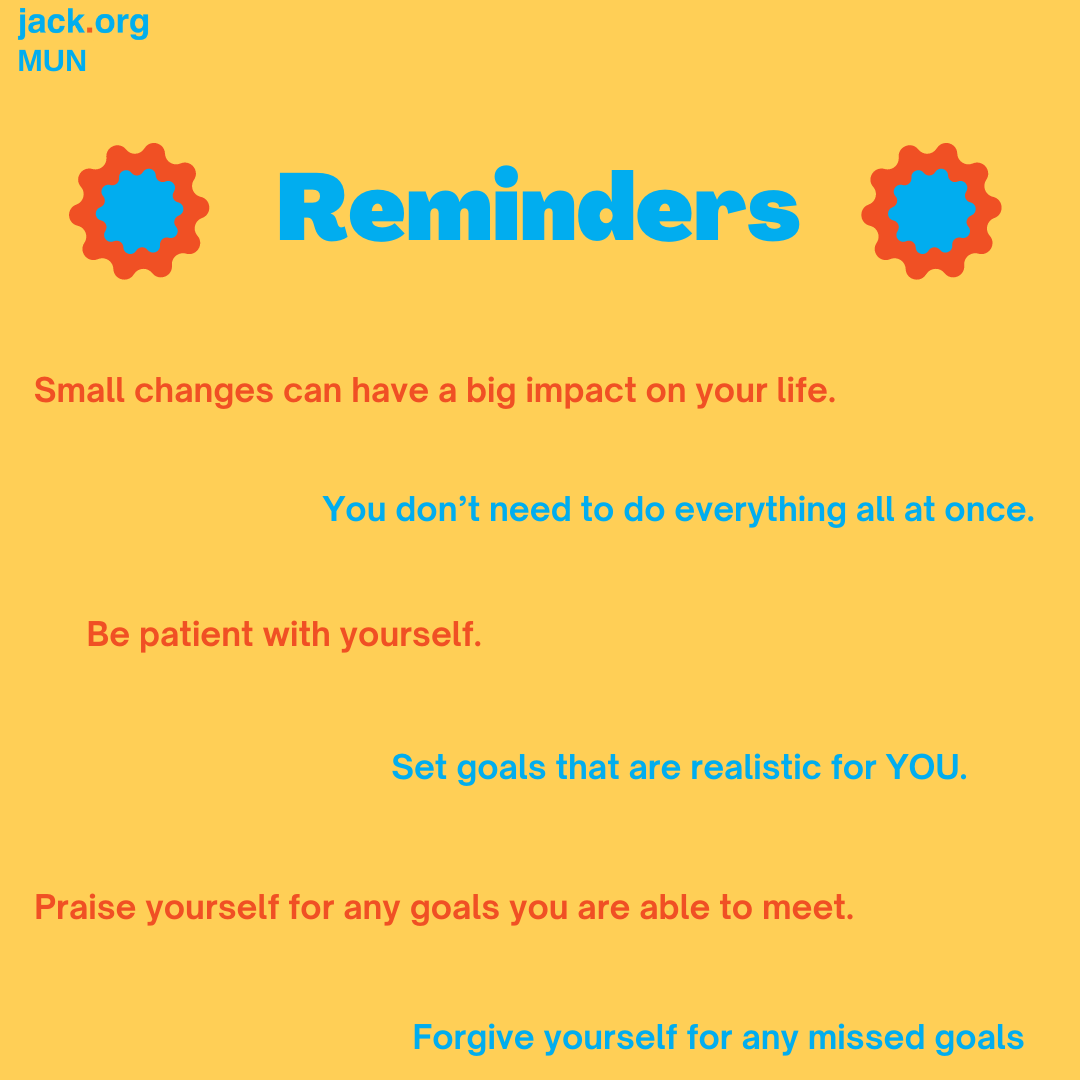 jack.org
MUN
Reminders
Small changes can have a big impact on your life.
You don’t need to do everything all at once.
Be patient with yourself.
Set goals that are realistic for YOU.
Praise yourself for any goals you are able to meet.
Forgive yourself for any missed goals